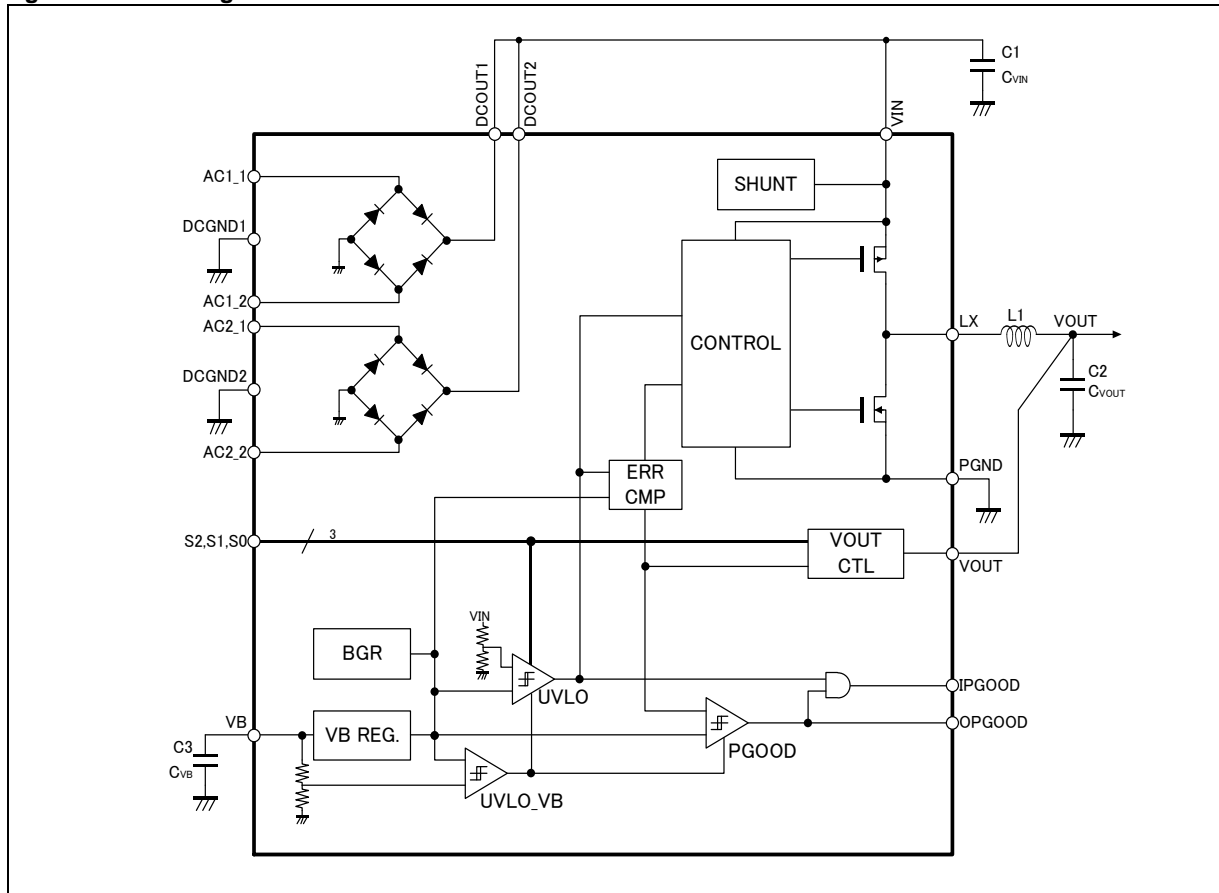 C1
CVIN
DCOUT1
DCOUT2
VIN
AC1_1
SHUNT
DCGND1
AC1_2
AC2_1
CONTROL
LX
L1
VOUT
DCGND2
C2
CVOUT
AC2_2
ERR
CMP
PGND
S2,S1,S0
3
VOUT
CTL
VOUT
VIN
BGR
UVLO
IPGOOD
OPGOOD
VB
VB REG.
PGOOD
C3
CVB
UVLO_VB